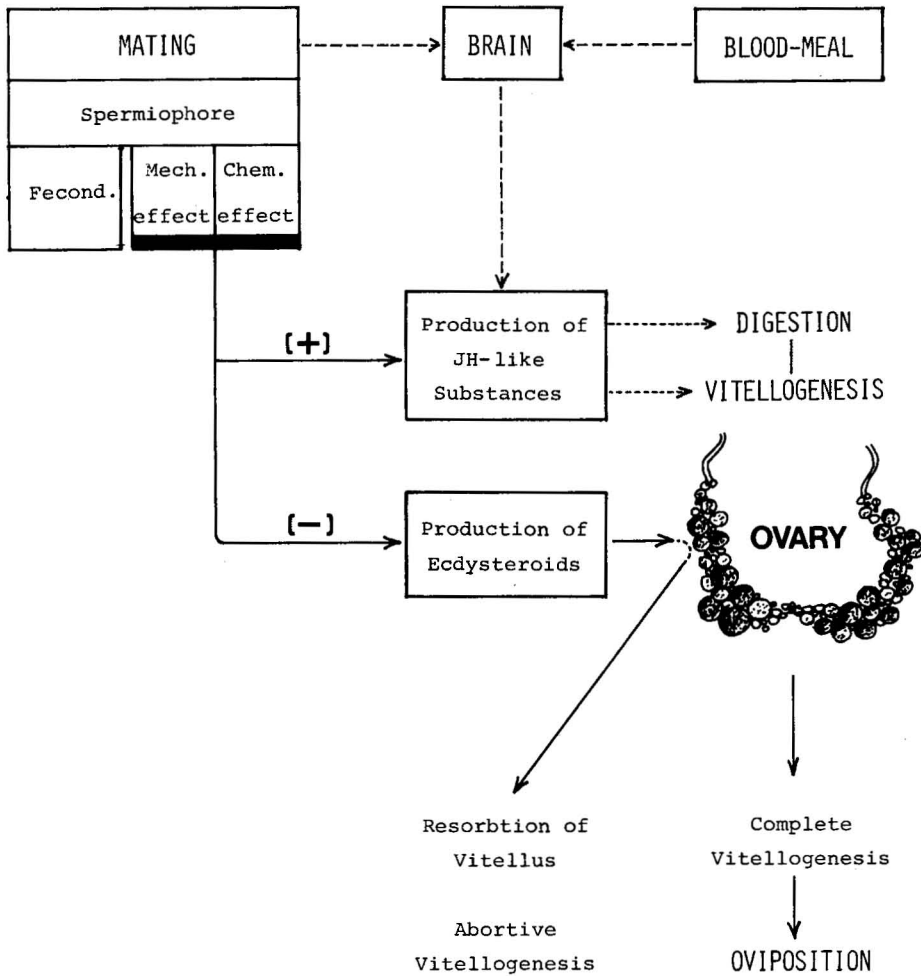 MATING
BRAIN
BLOOD-MEAL
Spermiophore
Fecond.
Mech.
effect
Chem.
effect
[+]
Production of
JH-like
Substances
DIGESTION
VITELLOGENESIS
[-]
Production of
Ecdysteroids
OVARY
Resorbtion of
Vitellus
Complete
Vitellogenesis
Abortive
Vitellogenesis
OVIPOSITION